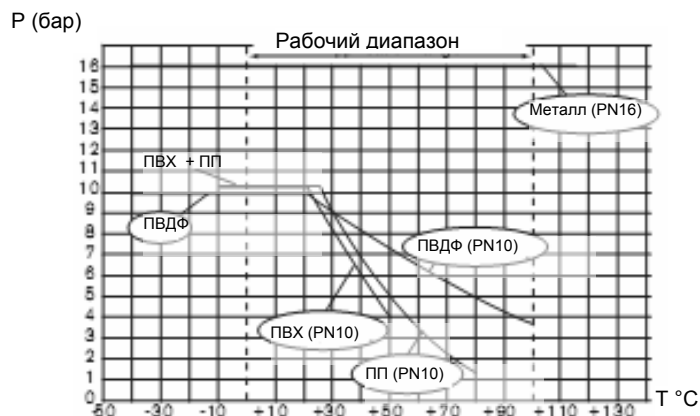 P (бар)
Рабочий диапазон
16
15
14
13
12
11
10
9
8
7
6
5
4
3
2
1
0
Металл (PN16)
ПВХ + ПП
ПВДФ
ПВДФ (PN10)
ПВХ (PN10)
ПП (PN10)
-50 -30 -10 +10 +30 +50 +70 +90 +110 +130 T °C